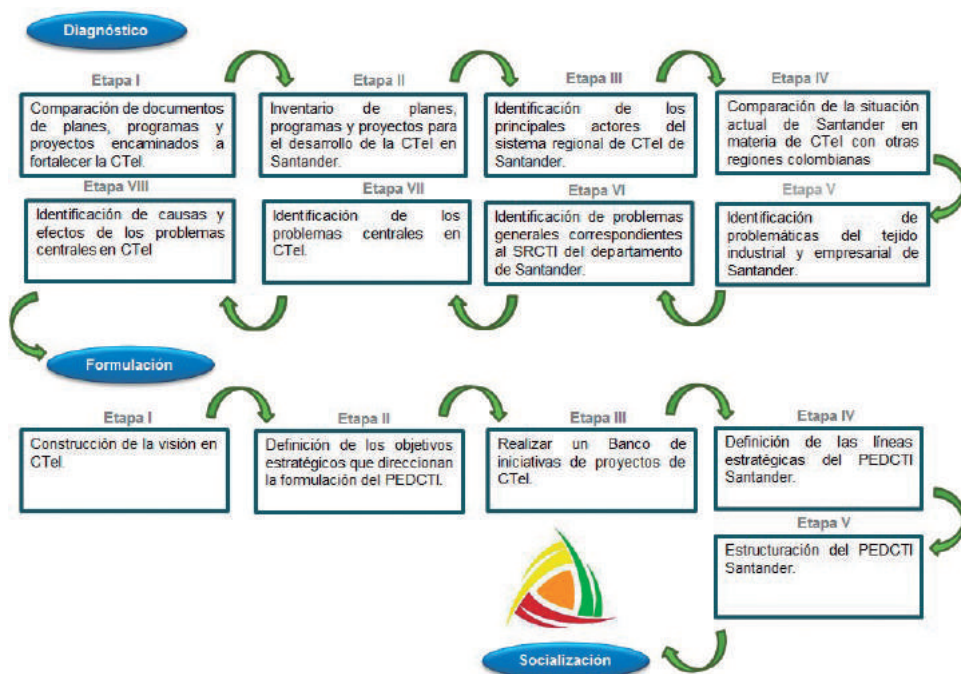 Diagnóstico
Etapa I
Comparación de documentos
de planes, programas y
proyectos encaminados a
fortalecer la CTeI.
Etapa II
Inventario de planes,
programas y proyectos para
el desarrollo de la CTeI en
Santander.
Etapa III
Identificación de los
principales actores del
sistema regional de CTeI de
Santander.
Etapa IV
Comparación de la situación
actual de Santander en
materia de CTeI con otras
regiones colombianas
Etapa V
Identificación de
problemáticas del tejido
industrial y empresarial de
Santander.
Etapa VI
Identificación de problemas
generales correspondientes
al SRCTI del departamento
de Santander.
Etapa VII
Identificación de los
problemas centrales en
CTeI.
Etapa VIII
Identificación de causas y
efectos de los problemas
centrales en CTeI
Formulación
Etapa I
Construcción de la visión en
CTeI.
Etapa II
Definición de los objetivos
estratégicos que direccionan
la formulación del PEDCTI.
Etapa III
Realizar un Banco de
iniciativas de proyectos de
CTeI.
Etapa IV
Definición de las líneas
estratégicas del PEDCTI
Santander.
Etapa V
Estructuración del PEDCTI
Santander.
Socialización